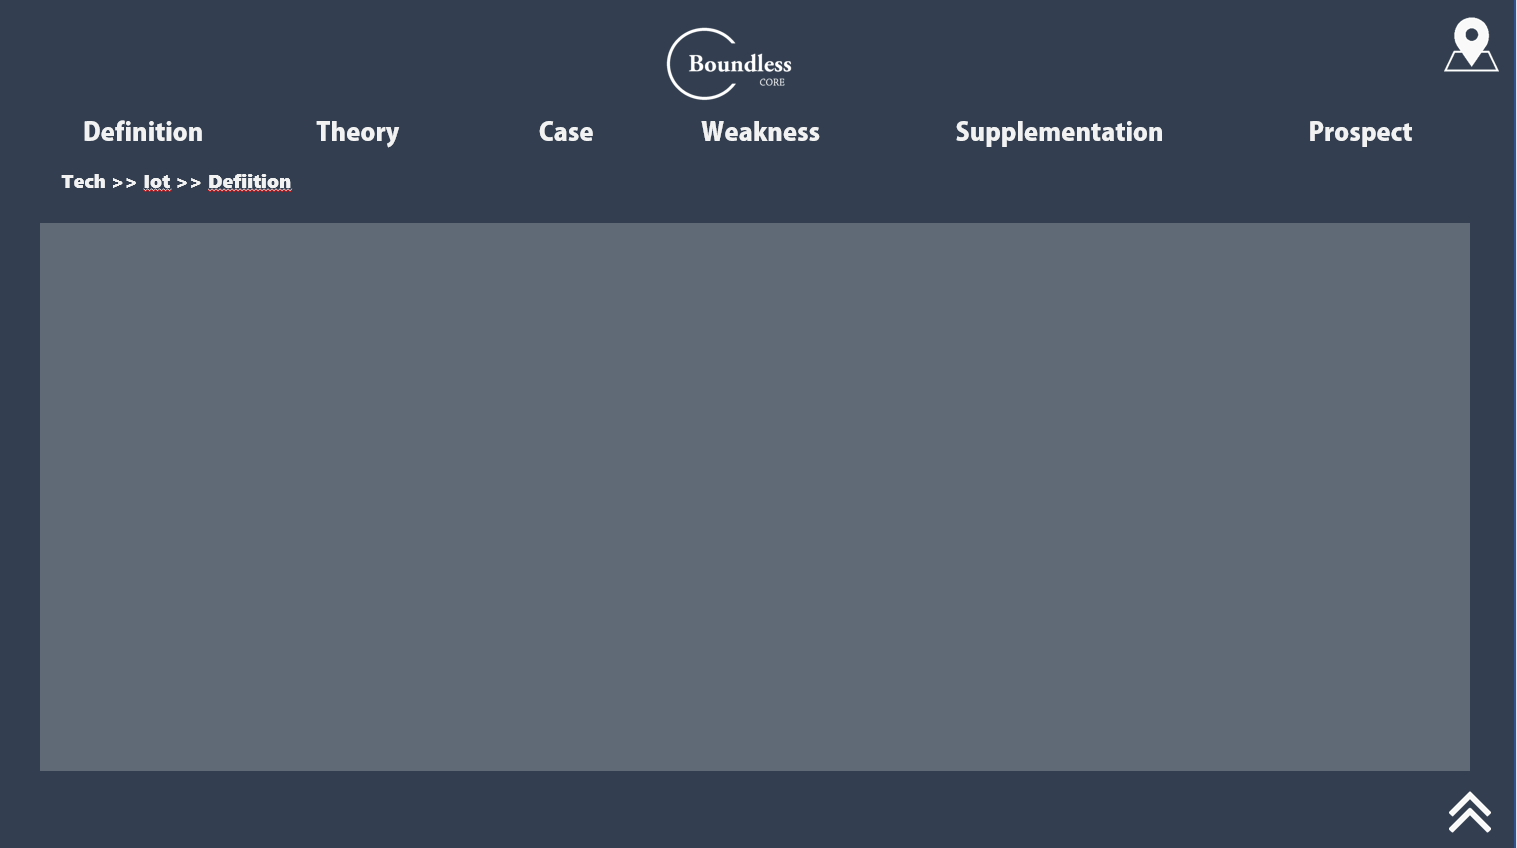 Boundless
CORE
Definition Theory Case Weakness Supplementation Prospect
Tech >> Iot >> Defiition